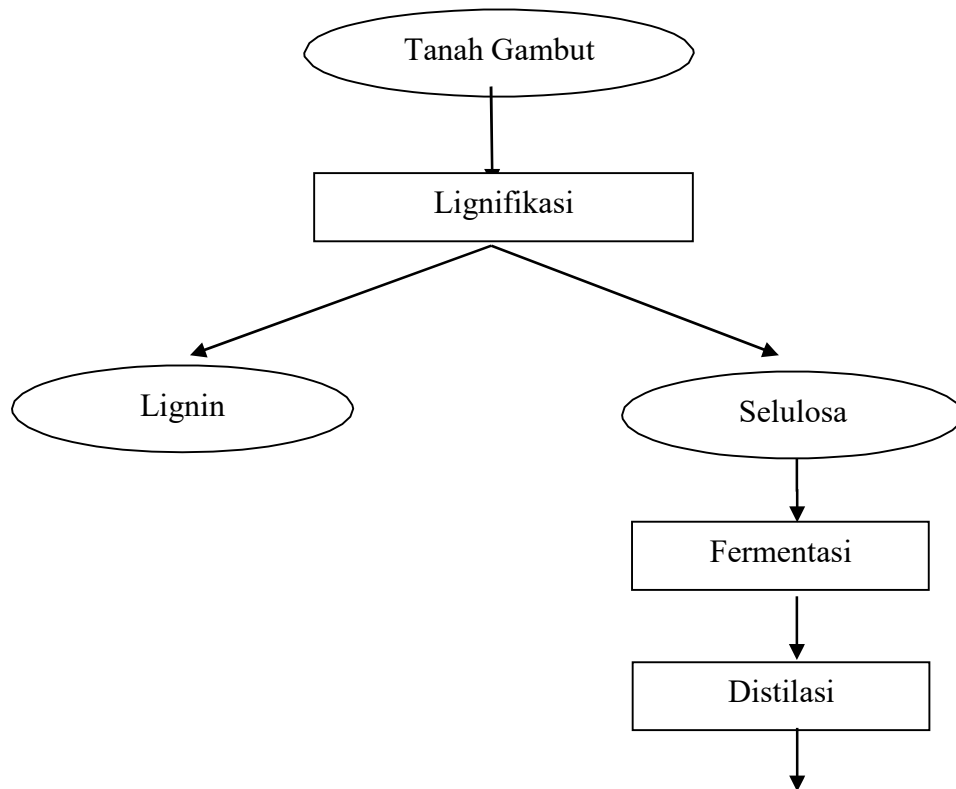 Tanah Gambut
Lignifikasi
Lignin
Selulosa
Fermentasi
Distilasi